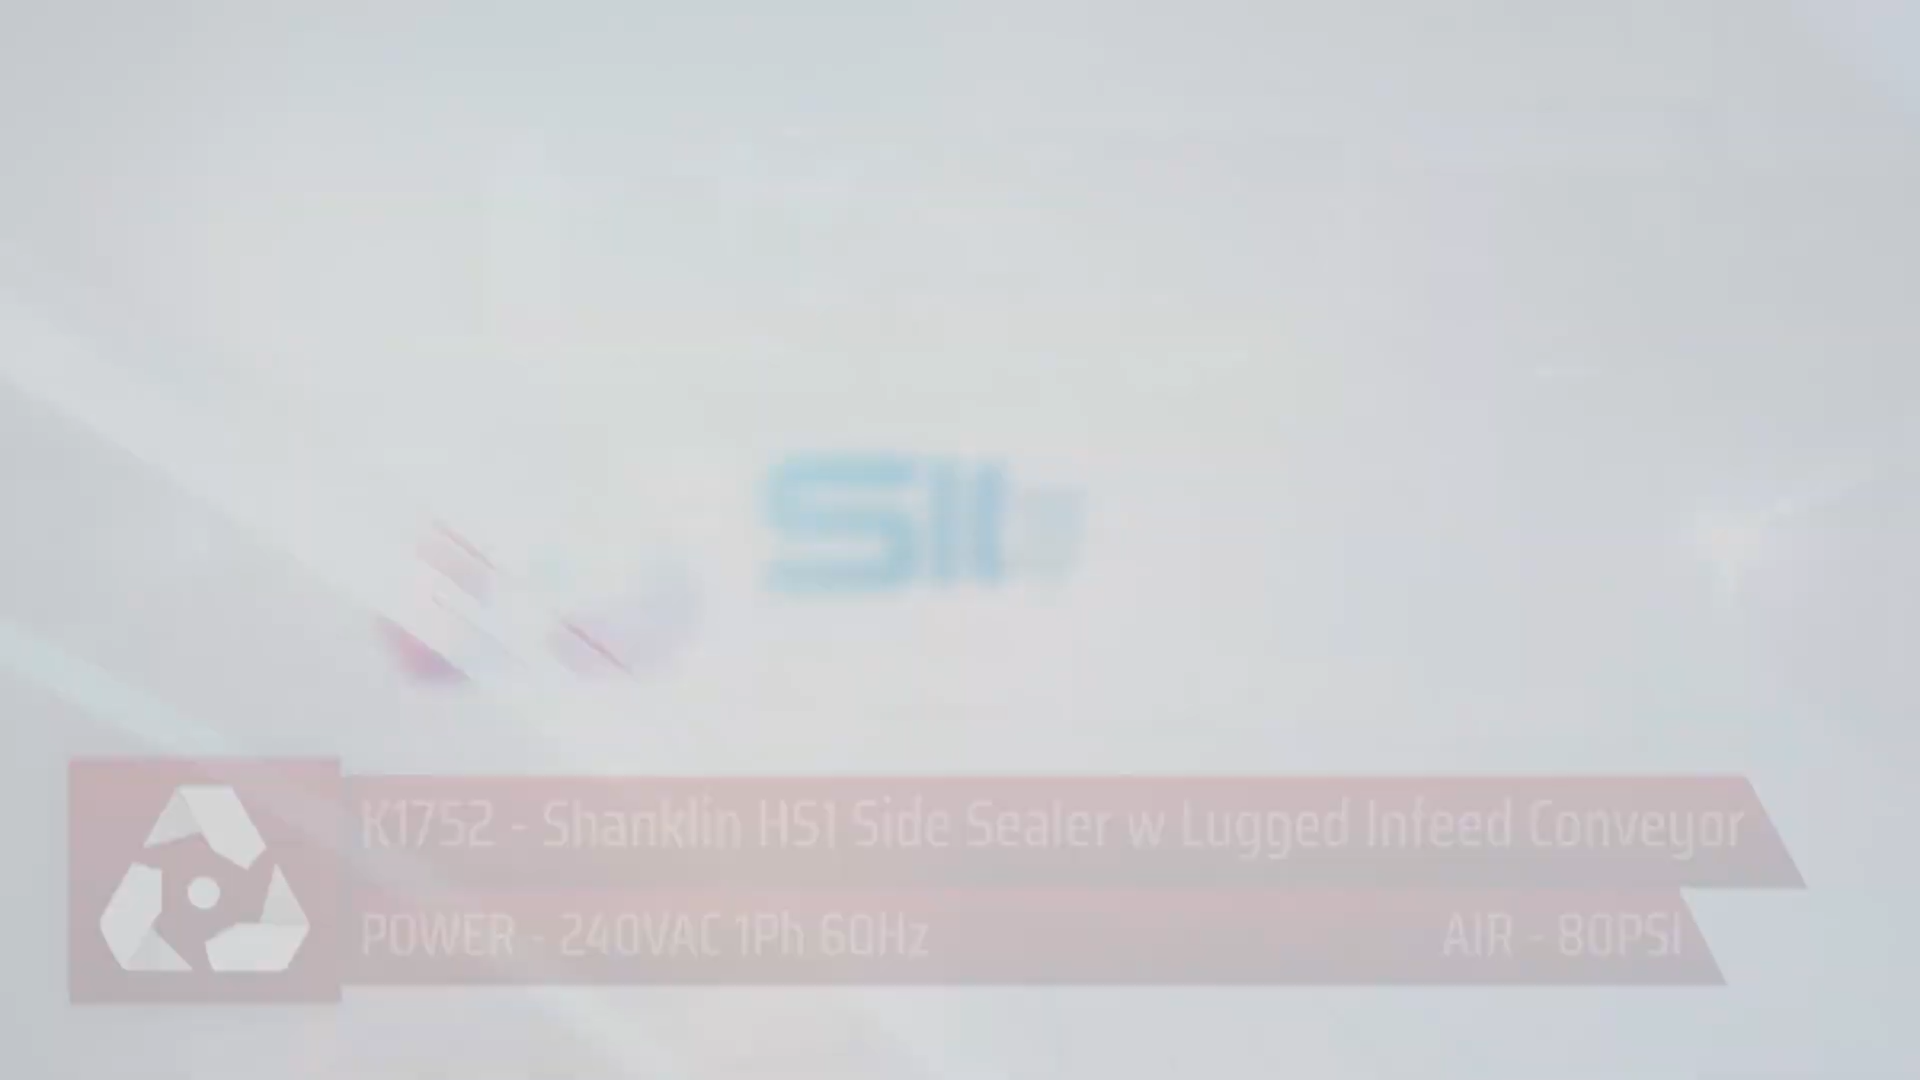 K1752 - Shanklin HS1 Side Sealer w Lugged Infeed Conveyor
POWER - 240VAC 1Ph 60Hz
AIR - 80PSI